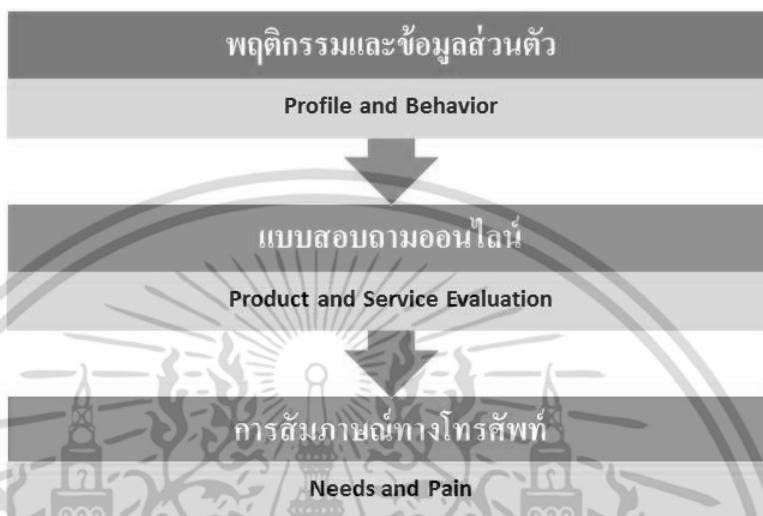 พฤติกรรมและข้อมูลส่วนตัว
Profile and Behavior
แบบสอบถามออนไลน์
Product and Service Evaluation
การสัมภาษณ์ทางโทรศัพท์
Needs and Pain